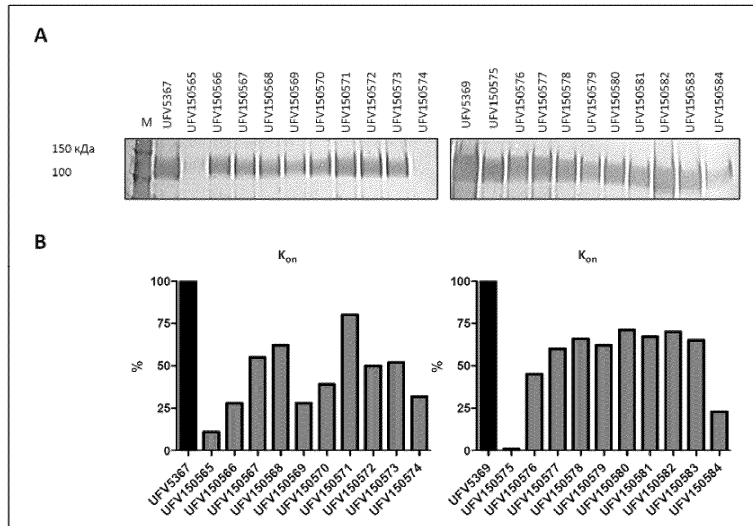 A
M
UFV5367
UFV150565
UFV150566
UFV150567
UFV150568
UFV150569
UFV150570
UFV150571
UFV150572
UFV150573
UFV150574
UFV5369
UFV150575
UFV150576
UFV150577
UFV150578
UFV150579
UFV150580
UFV150581
UFV150582
UFV150583
UFV150584
150 кДа
100
B
Kon
100
75
50
25
0
%
UFV5367
UFV150565
UFV150566
UFV150567
UFV150568
UFV150569
UFV150570
UFV150571
UFV150572
UFV150573
UFV150574
Kon
100
75
50
25
0
%
UFV5369
UFV150575
UFV150576
UFV150577
UFV150578
UFV150579
UFV150580
UFV150581
UFV150582
UFV150583
UFV150584